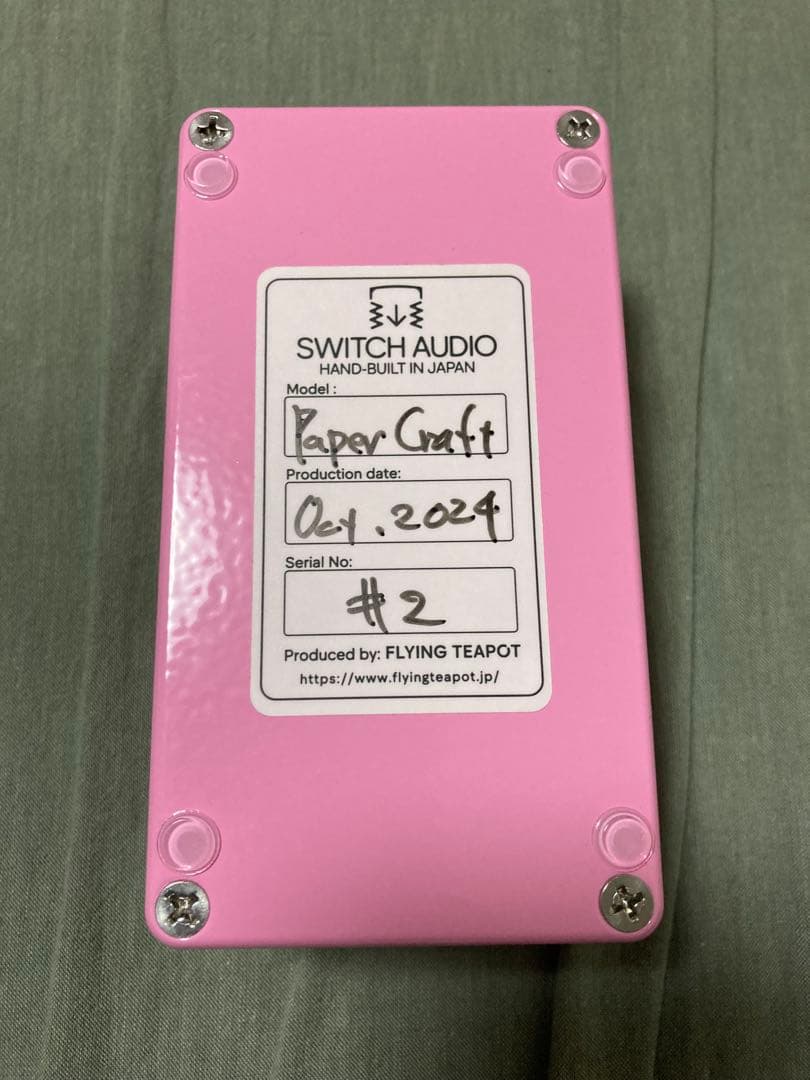 SWITCH AUDIO
HAND-BUILT IN JAPAN
Model :
Paper Craft
Production date:
Oct. 2024
Serial No:
#2
Produced by: FLYING TEAPOT
https://www.flyingteapot.jp/